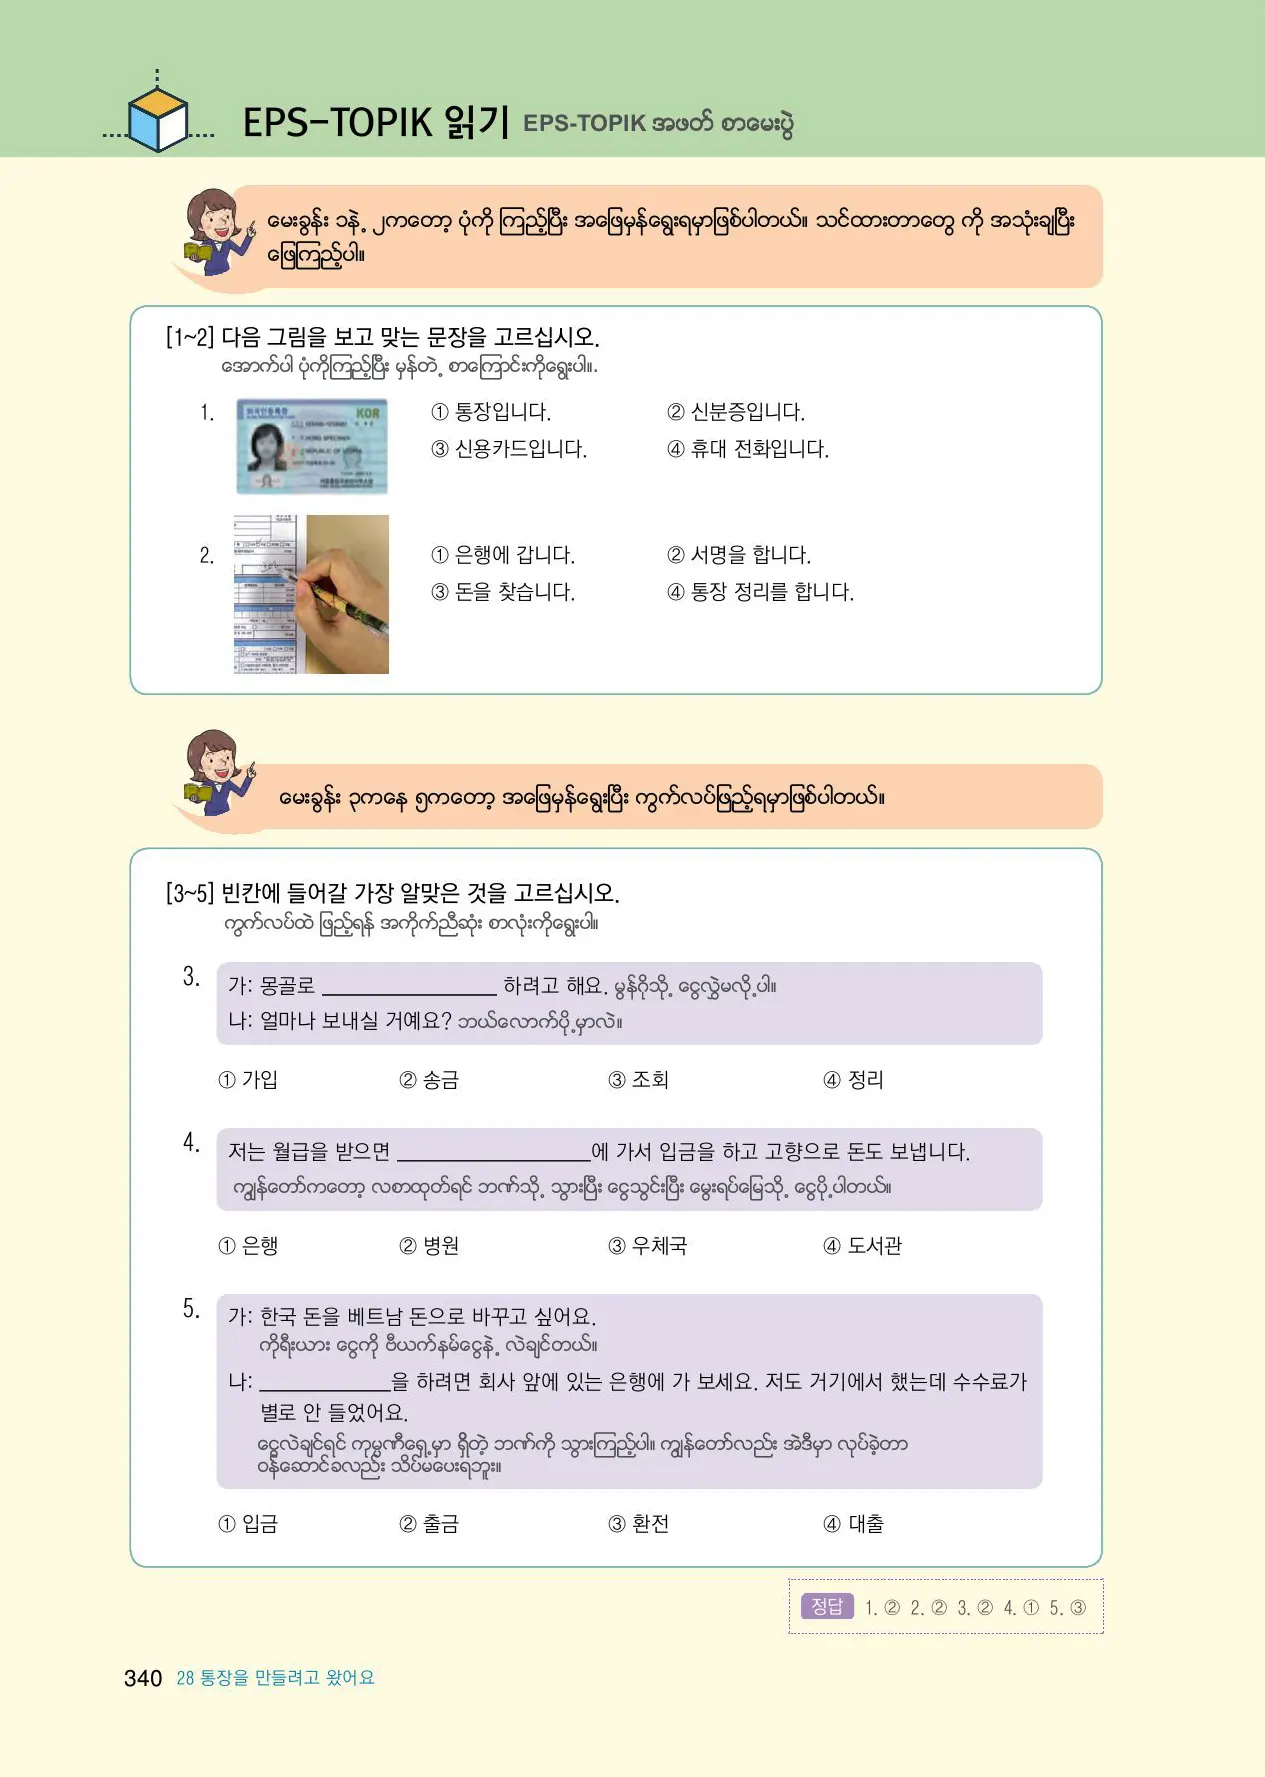 EPS-TOPIK 읽기 EPS-TOPIK အဖတ် စာမေးပွဲ
မေးခွန်း ၁နဲ့ ၂ကတော့ ပုံကို ကြည့်ပြီး အဖြေမှန်ရွေးရမှာဖြစ်ပါတယ်။ သင်ထားတာတွေ ကို အသုံးချပြီး
ဖြေကြည့်ပါ။
[1~2] 다음 그림을 보고 맞는 문장을 고르십시오.
အောက်ပါ ပုံကိုကြည့်ပြီး မှန်တဲ့ စာကြောင်းကိုရွေးပါ။.
1.
외국인등록증 KOR
HONG SPECIMEN
REPUBLIC OF UTOPIA
① 통장입니다. ② 신분증입니다.
③ 신용카드입니다. ④ 휴대 전화입니다.
2.
① 은행에 갑니다. ② 서명을 합니다.
③ 돈을 찾습니다. ④ 통장 정리를 합니다.
မေးခွန်း ၃ကနေ ၅ကတော့ အဖြေမှန်ရွေးပြီး ကွက်လပ်ဖြည့်ရမှာဖြစ်ပါတယ်။
[3~5] 빈칸에 들어갈 가장 알맞은 것을 고르십시오.
ကွက်လပ်ထဲ ဖြည့်ရန် အကိုက်ညီဆုံး စာလုံးကိုရွေးပါ။
3.
가: 몽골로 ________________ 하려고 해요. မွန်ဂိုသို့ ငွေလွှဲမလို့ပါ။
나: 얼마나 보내실 거예요? ဘယ်လောက်ပို့မှာလဲ။
① 가입 ② 송금 ③ 조회 ④ 정리
4.
저는 월급을 받으면 __________________에 가서 입금을 하고 고향으로 돈도 보냅니다.
ကျွန်တော်ကတော့ လစာထုတ်ရင် ဘဏ်သို့ သွားပြီး ငွေသွင်းပြီး မွေးရပ်မြေသို့ ငွေပို့ပါတယ်။
① 은행 ② 병원 ③ 우체국 ④ 도서관
5.
가: 한국 돈을 베트남 돈으로 바꾸고 싶어요.
ကိုရီးယား ငွေကို ဗီယက်နမ်ငွေနဲ့ လဲချင်တယ်။
나: ____________을 하려면 회사 앞에 있는 은행에 가 보세요. 저도 거기에서 했는데 수수료가
별로 안 들었어요.
ငွေလဲချင်ရင် ကုမ္ပဏီရှေ့မှာ ရှိတဲ့ ဘဏ်ကို သွားကြည့်ပါ။ ကျွန်တော်လည်း အဲဒီမှာ လုပ်ခဲ့တာ
ဝန်ဆောင်ခလည်း သိပ်မပေးရဘူး။
① 입금 ② 출금 ③ 환전 ④ 대출
정답 1. ② 2. ② 3. ② 4. ① 5. ③
340 28 통장을 만들려고 왔어요